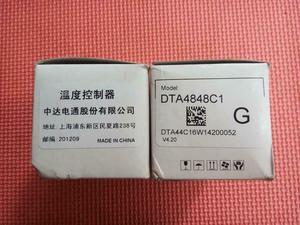 温度控制器
中达电通股份有限公司
地址: 上海浦东新区民夏路238号
邮编: 201209
MADE IN CHINA
Model:
DTA4848C1
G
DTA44C16W14200052
V4.20